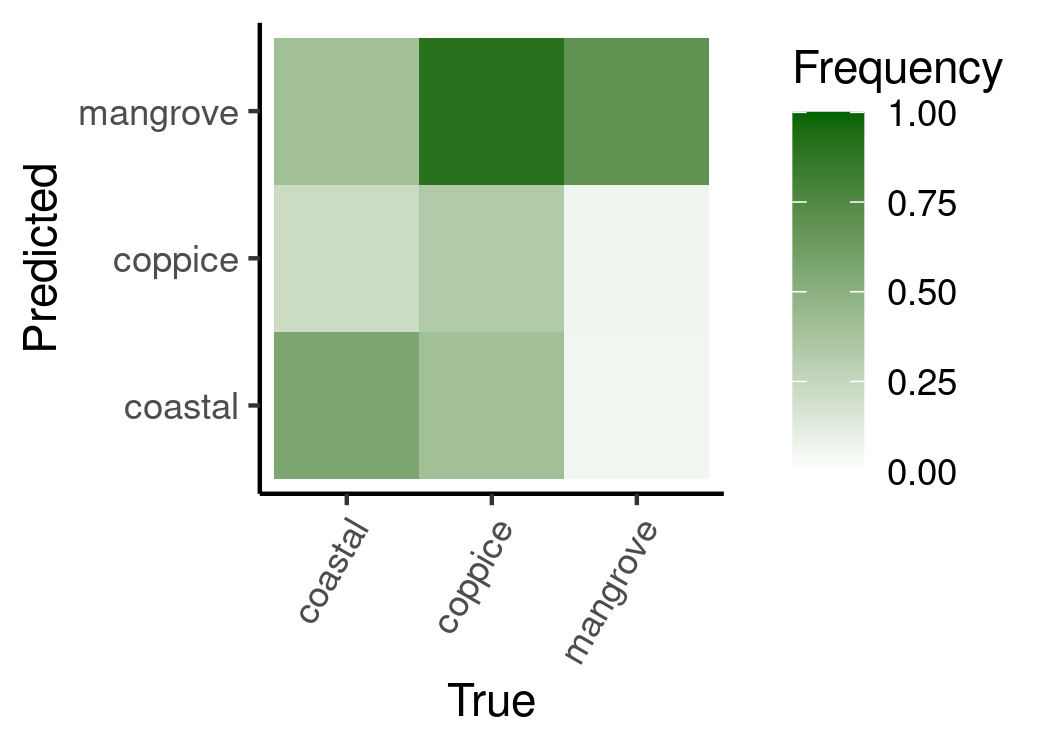 Predicted
mangrove
coppice
coastal
coastal
coppice
mangrove
True
Frequency
1.00
0.75
0.50
0.25
0.00